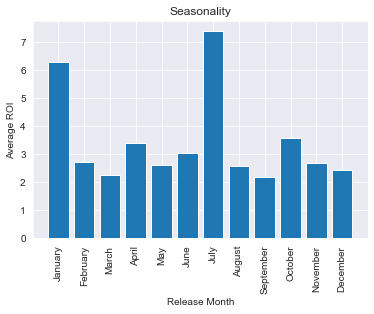 Seasonality
Average ROI
7
6
5
4
3
2
1
0
January
February
March
April
May
June
July
August
September
October
November
December
Release Month